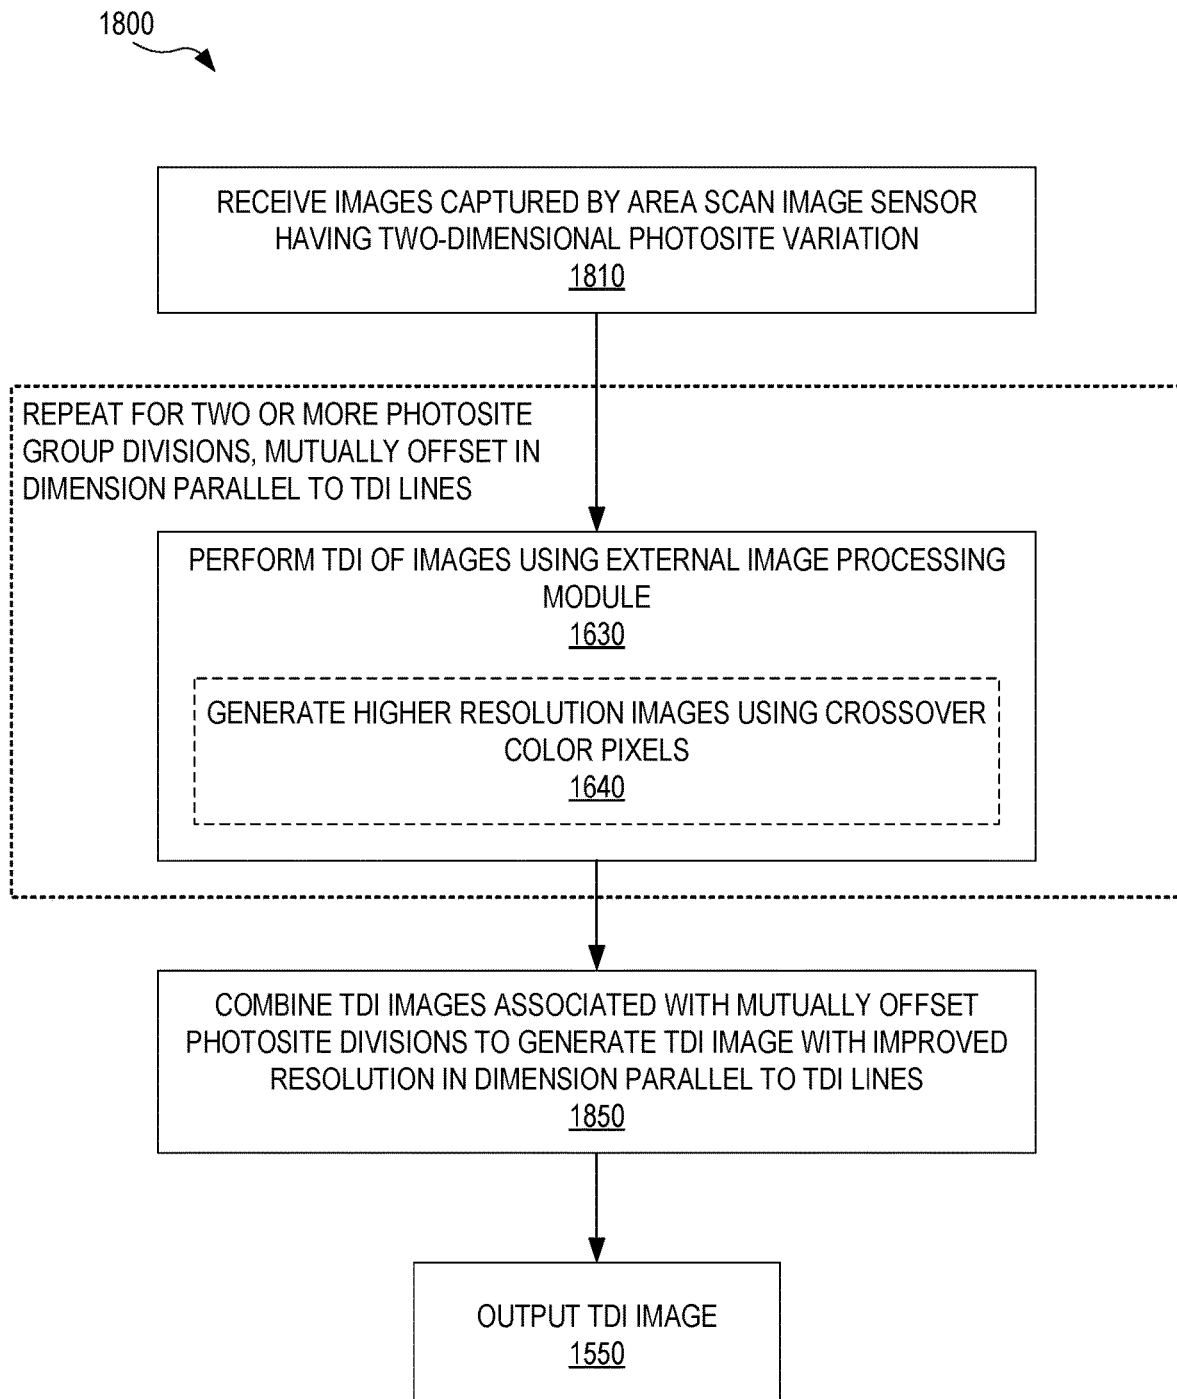 1800
RECEIVE IMAGES CAPTURED BY AREA SCAN IMAGE SENSOR
HAVING TWO-DIMENSIONAL PHOTOSITE VARIATION
1810
REPEAT FOR TWO OR MORE PHOTOSITE
GROUP DIVISIONS, MUTUALLY OFFSET IN
DIMENSION PARALLEL TO TDI LINES
PERFORM TDI OF IMAGES USING EXTERNAL IMAGE PROCESSING
MODULE
1630
GENERATE HIGHER RESOLUTION IMAGES USING CROSSOVER
COLOR PIXELS
1640
COMBINE TDI IMAGES ASSOCIATED WITH MUTUALLY OFFSET
PHOTOSITE DIVISIONS TO GENERATE TDI IMAGE WITH IMPROVED
RESOLUTION IN DIMENSION PARALLEL TO TDI LINES
1850
OUTPUT TDI IMAGE
1550